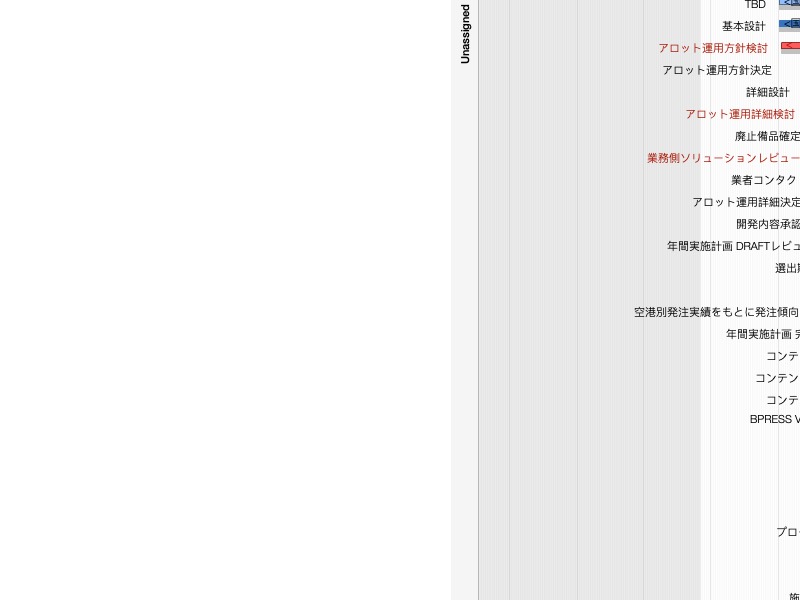 Unassigned
TBD
基本設計
アロット運用方針検討
アロット運用方針決定
詳細設計
アロット運用詳細検討
廃止備品確定
業務側ソリューションレビュー
業者コンタク
アロット運用詳細決定
開発内容承認
年間実施計画 DRAFTレビュ
選出
空港別発注実績をもとに発注傾向
年間実施計画
コンテ
コンテン
コンテ
BPRESS V
プロ
施